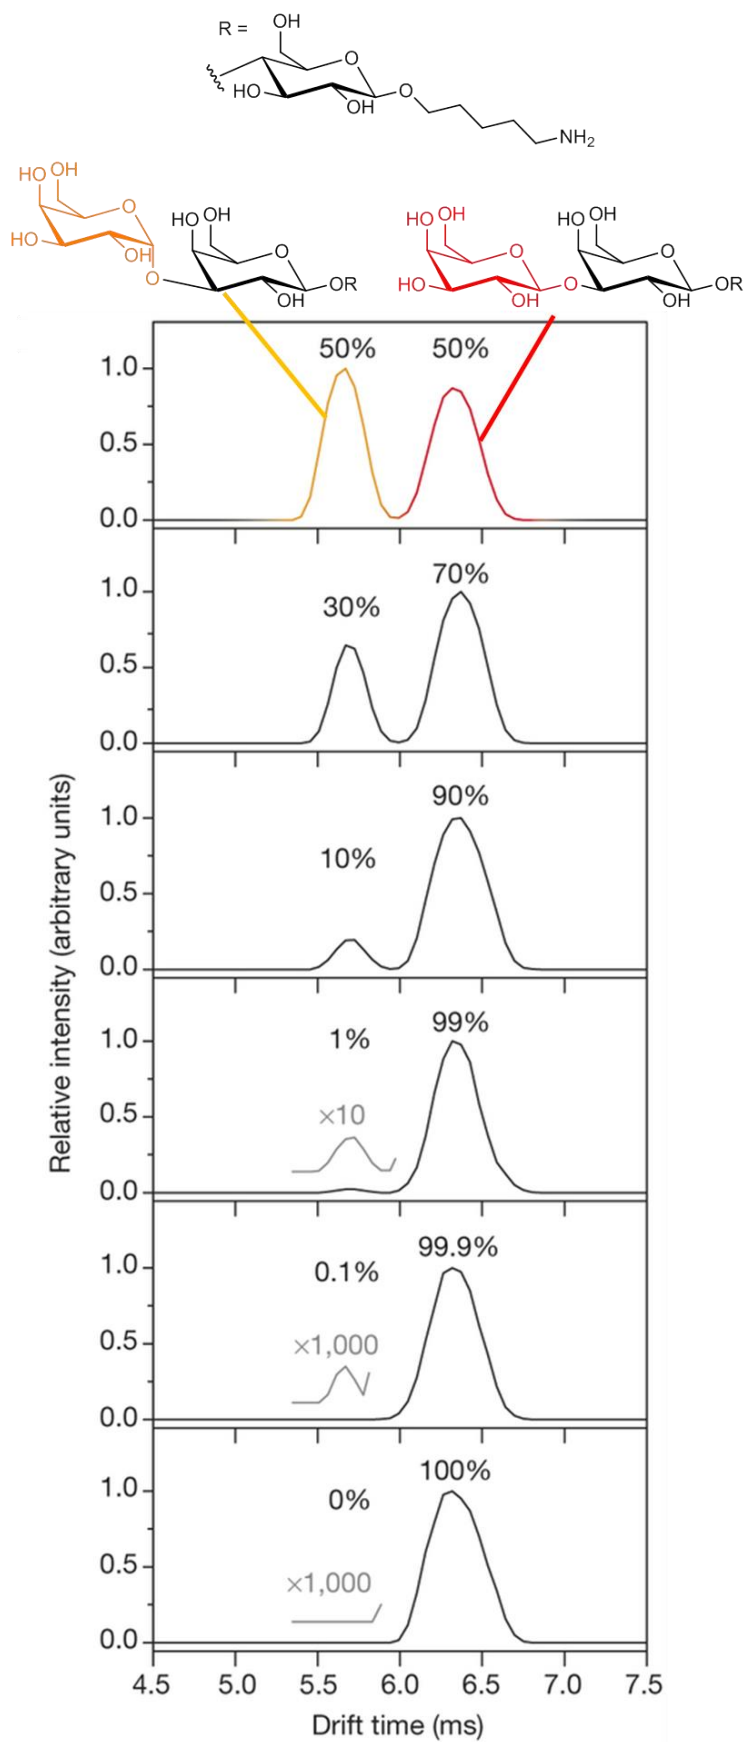 R =
OH
O
HO
OH
O
NH₂
HO OH
O
HO
OH
O
HO OH
O
OH
OR
HO OH
O
HO
OH
O
HO OH
O
OH
OR
50% 50%
1.0
0.5
0.0
70%
30%
1.0
0.5
0.0
90%
10%
1.0
0.5
0.0
99%
1%
×10
1.0
0.5
0.0
99.9%
0.1%
×1,000
1.0
0.5
0.0
100%
0%
×1,000
1.0
0.5
0.0
Relative intensity (arbitrary units)
4.5 5.0 5.5 6.0 6.5 7.0 7.5
Drift time (ms)